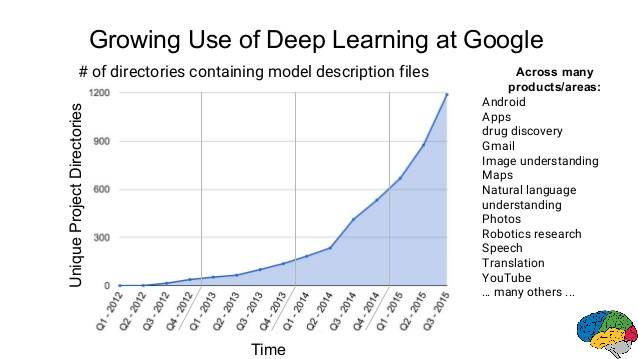 Growing Use of Deep Learning at Google
# of directories containing model description files
Unique Project Directories
1200
900
600
300
0
Q1 - 2012
Q2 - 2012
Q3 - 2012
Q4 - 2012
Q1 - 2013
Q2 - 2013
Q3 - 2013
Q4 - 2013
Q1 - 2014
Q2 - 2014
Q3 - 2014
Q4 - 2014
Q1 - 2015
Q2 - 2015
Q3 - 2015
Time
Across many
products/areas:
Android
Apps
drug discovery
Gmail
Image understanding
Maps
Natural language
understanding
Photos
Robotics research
Speech
Translation
YouTube
... many others ...